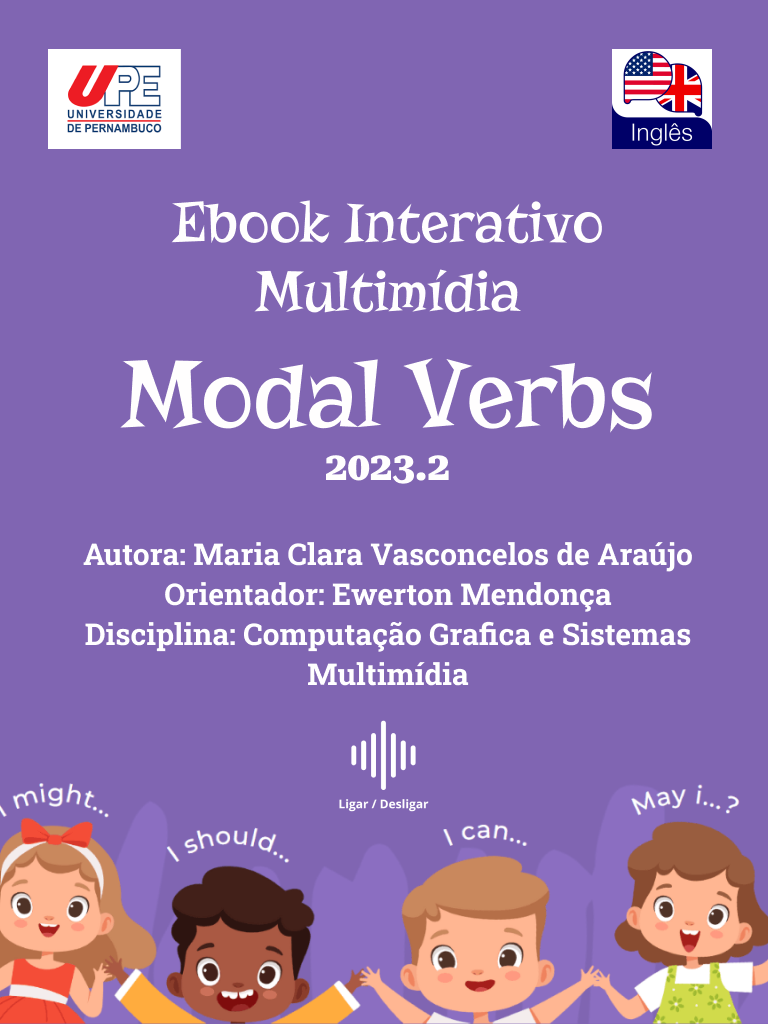 UPE
UNIVERSIDADE
DE PERNAMBUCO
Inglês
Ebook Interativo
Multimídia
Modal Verbs
2023.2
Autora: Maria Clara Vasconcelos de Araújo
Orientador: Ewerton Mendonça
Disciplina: Computação Grafica e Sistemas
Multimídia
Ligar / Desligar
I might...
I should...
I can...
May i...?